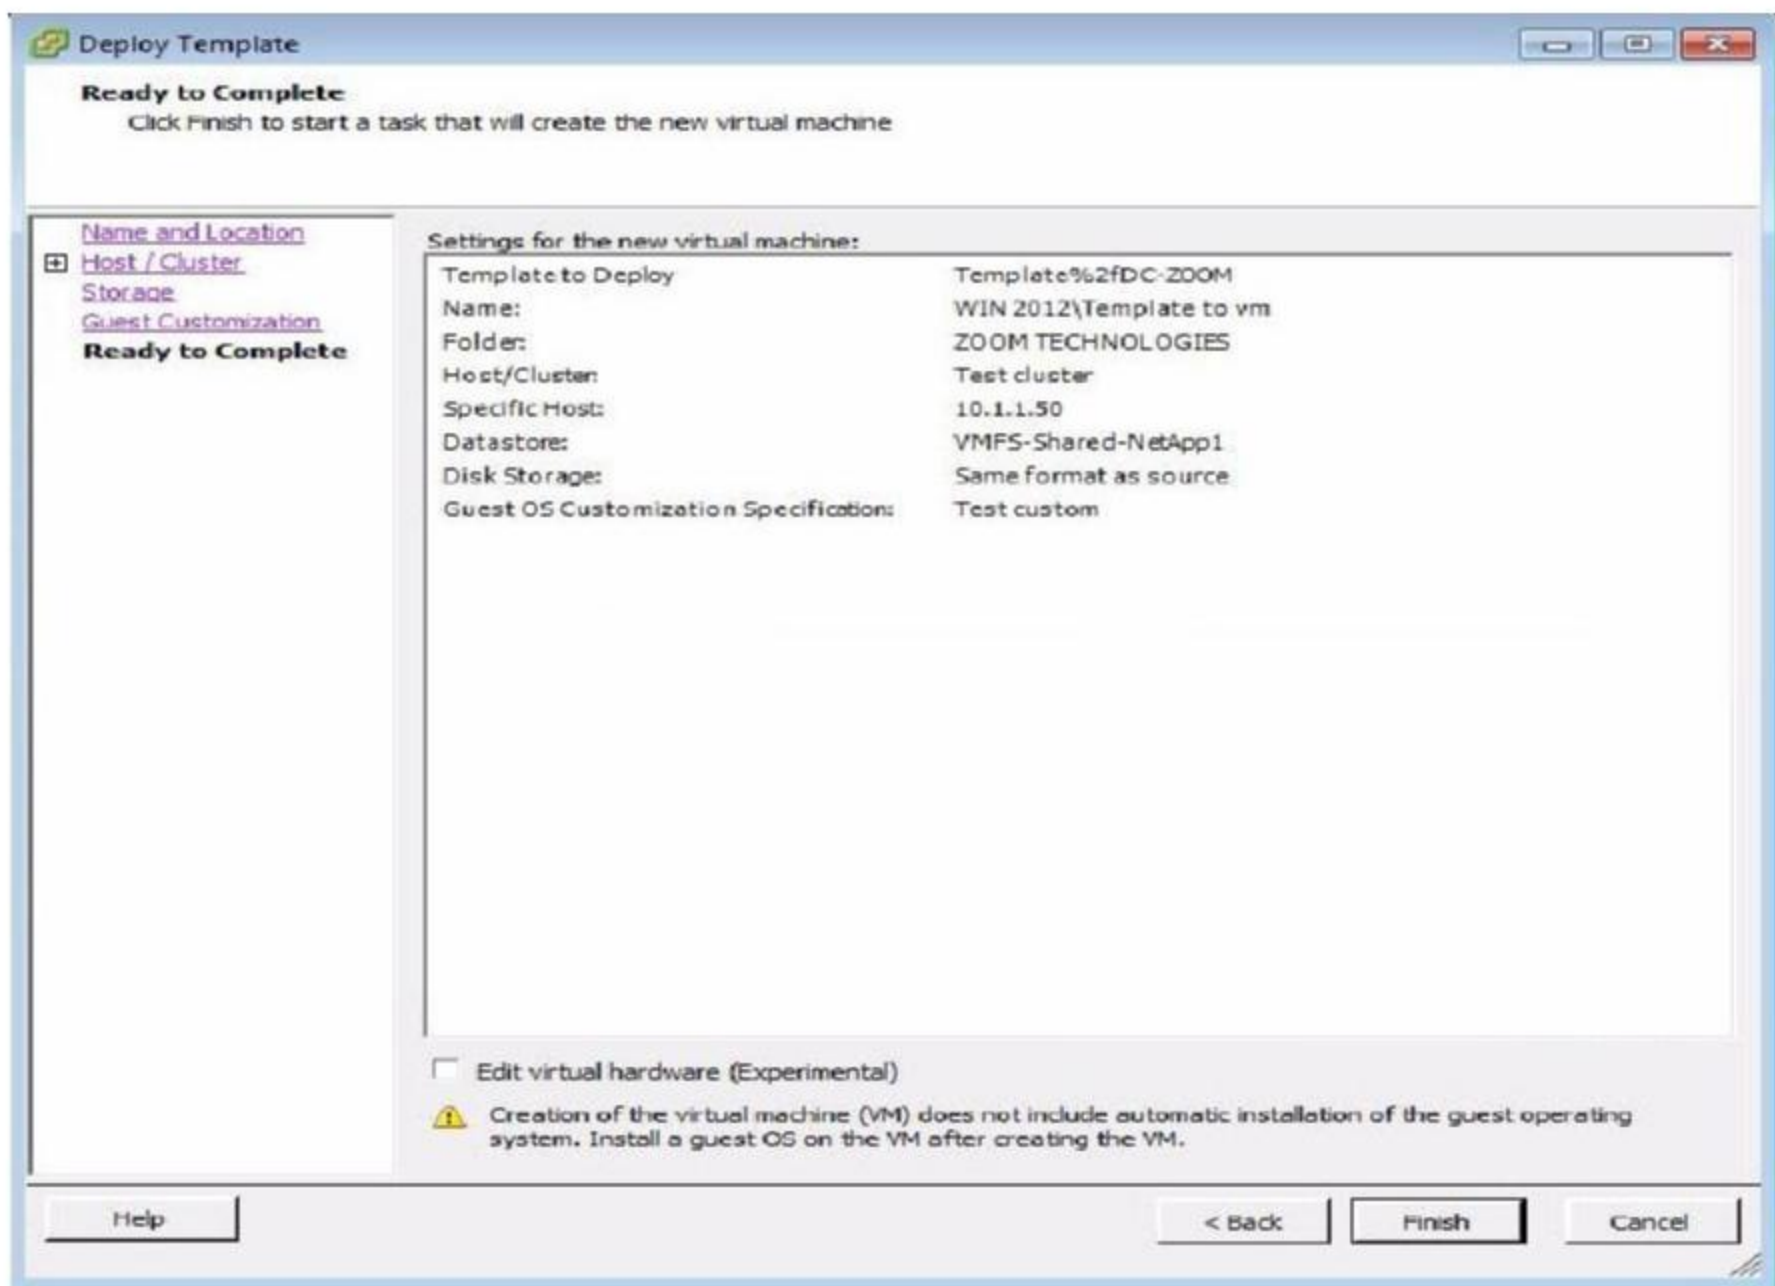 Deploy Template
Ready to Complete
Click Finish to start a task that will create the new virtual machine
Name and Location
Host / Cluster
Storage
Guest Customization
Ready to Complete
Settings for the new virtual machine:
Template to Deploy Template%2fDC-ZOOM
Name: WIN 2012\Template to vm
Folder: ZOOM TECHNOLOGIES
Host/Cluster: Test cluster
Specific Host: 10.1.1.50
Datastore: VMFS-Shared-NetApp1
Disk Storage: Same format as source
Guest OS Customization Specification: Test custom
Edit virtual hardware (Experimental)
Creation of the virtual machine (VM) does not include automatic installation of the guest operating
system. Install a guest OS on the VM after creating the VM.
Help
< Back
Finish
Cancel